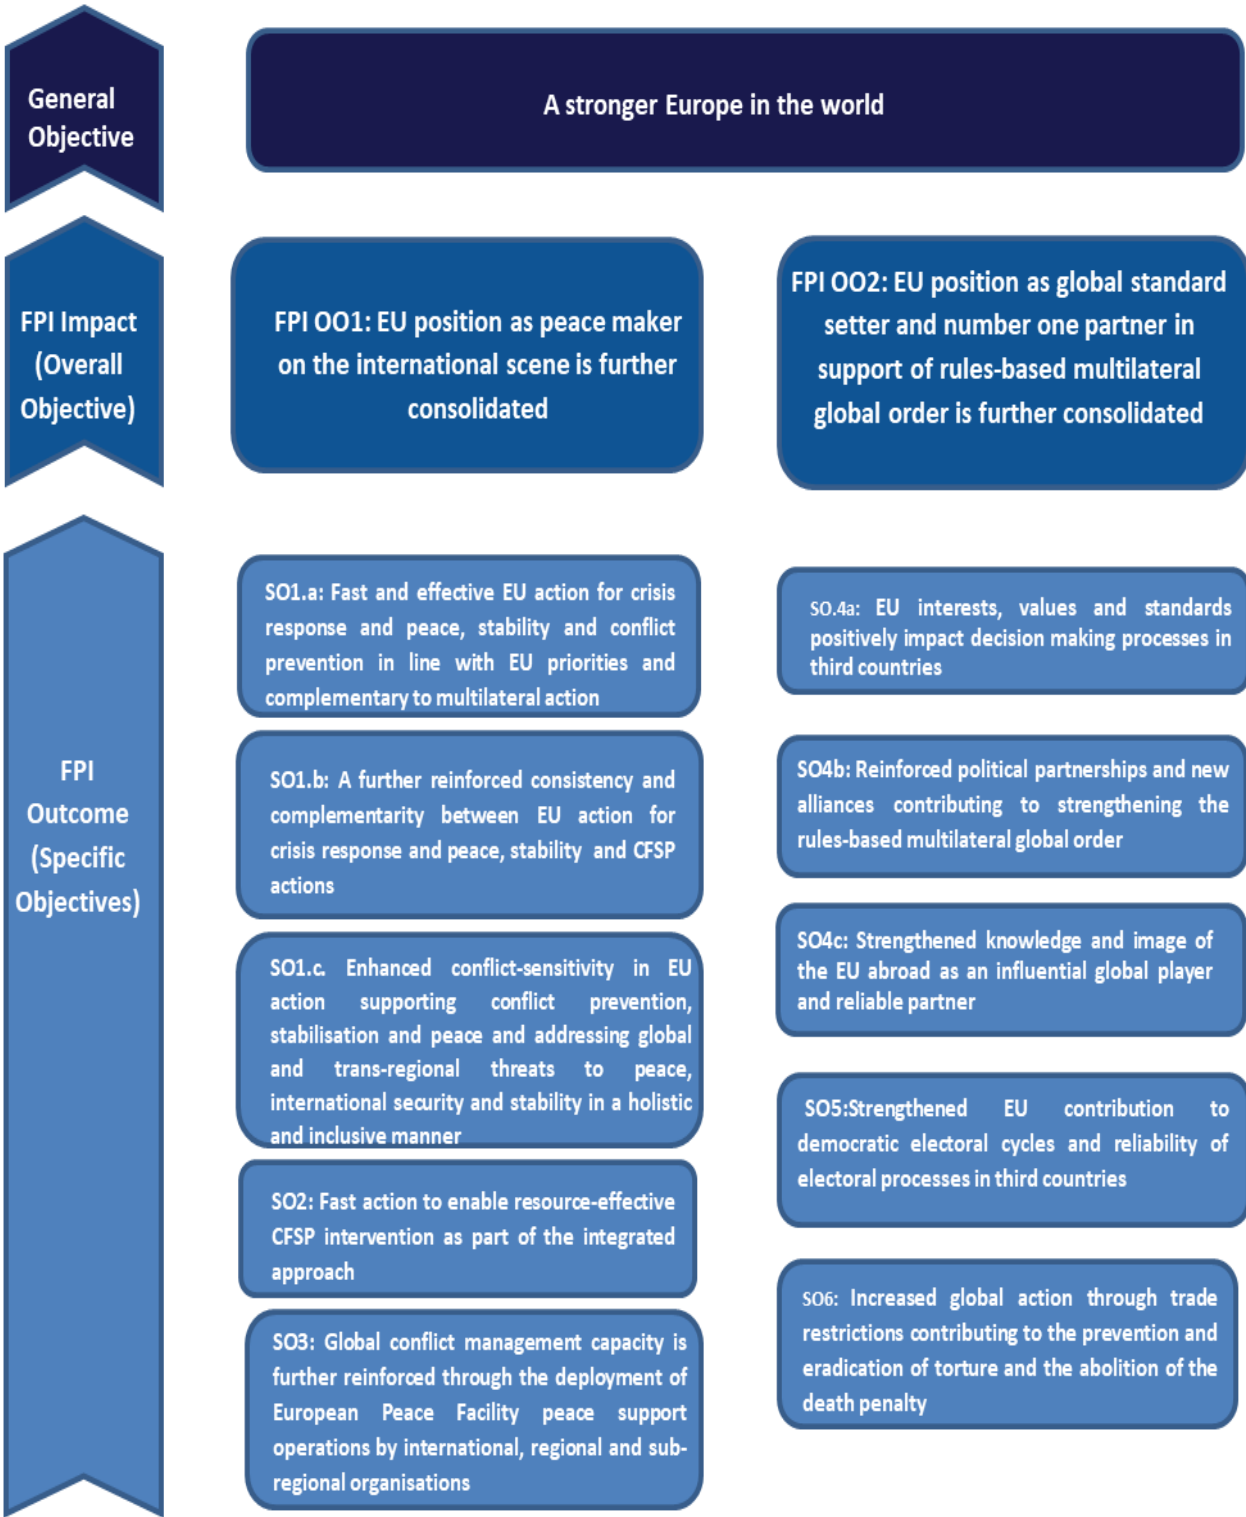 General
Objective
A stronger Europe in the world
FPI Impact
(Overall
Objective)
FPI OO1: EU position as peace maker
on the international scene is further
consolidated
FPI OO2: EU position as global standard
setter and number one partner in
support of rules-based multilateral
global order is further consolidated
FPI
Outcome
(Specific
Objectives)
SO1.a: Fast and effective EU action for crisis
response and peace, stability and conflict
prevention in line with EU priorities and
complementary to multilateral action
SO1.b: A further reinforced consistency and
complementarity between EU action for
crisis response and peace, stability and CFSP
actions
SO1.c. Enhanced conflict-sensitivity in EU
action supporting conflict prevention,
stabilisation and peace and addressing global
and trans-regional threats to peace,
international security and stability in a holistic
and inclusive manner
SO2: Fast action to enable resource-effective
CFSP intervention as part of the integrated
approach
SO3: Global conflict management capacity is
further reinforced through the deployment of
European Peace Facility peace support
operations by international, regional and sub-
regional organisations
SO.4a: EU interests, values and standards
positively impact decision making processes in
third countries
SO4b: Reinforced political partnerships and new
alliances contributing to strengthening the
rules-based multilateral global order
SO4c: Strengthened knowledge and image of
the EU abroad as an influential global player
and reliable partner
SO5:Strengthened EU contribution to
democratic electoral cycles and reliability of
electoral processes in third countries
SO6: Increased global action through trade
restrictions contributing to the prevention and
eradication of torture and the abolition of the
death penalty